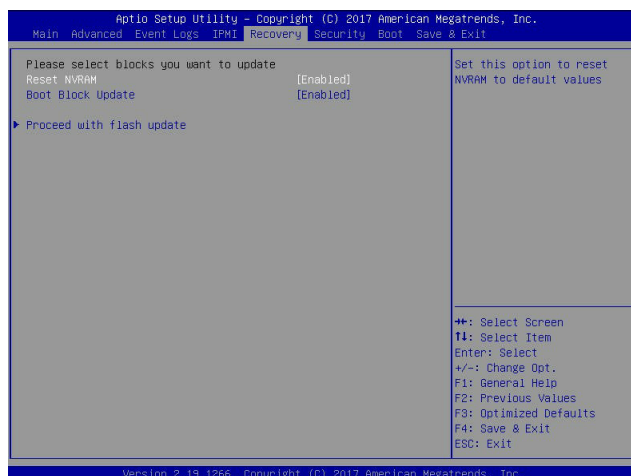 Aptio Setup Utility – Copyright (C) 2017 American Megatrends, Inc.
Main Advanced Event Logs IPMI Recovery Security Boot Save & Exit
Please select blocks you want to update
Reset NVRAM [Enabled]
Boot Block Update [Enabled]
▶ Proceed with flash update
Set this option to reset
NVRAM to default values
→←: Select Screen
↑↓: Select Item
Enter: Select
+/-: Change Opt.
F1: General Help
F2: Previous Values
F3: Optimized Defaults
F4: Save & Exit
ESC: Exit
Version 2.19.1266. Copyright (C) 2017 American Megatrends, Inc.